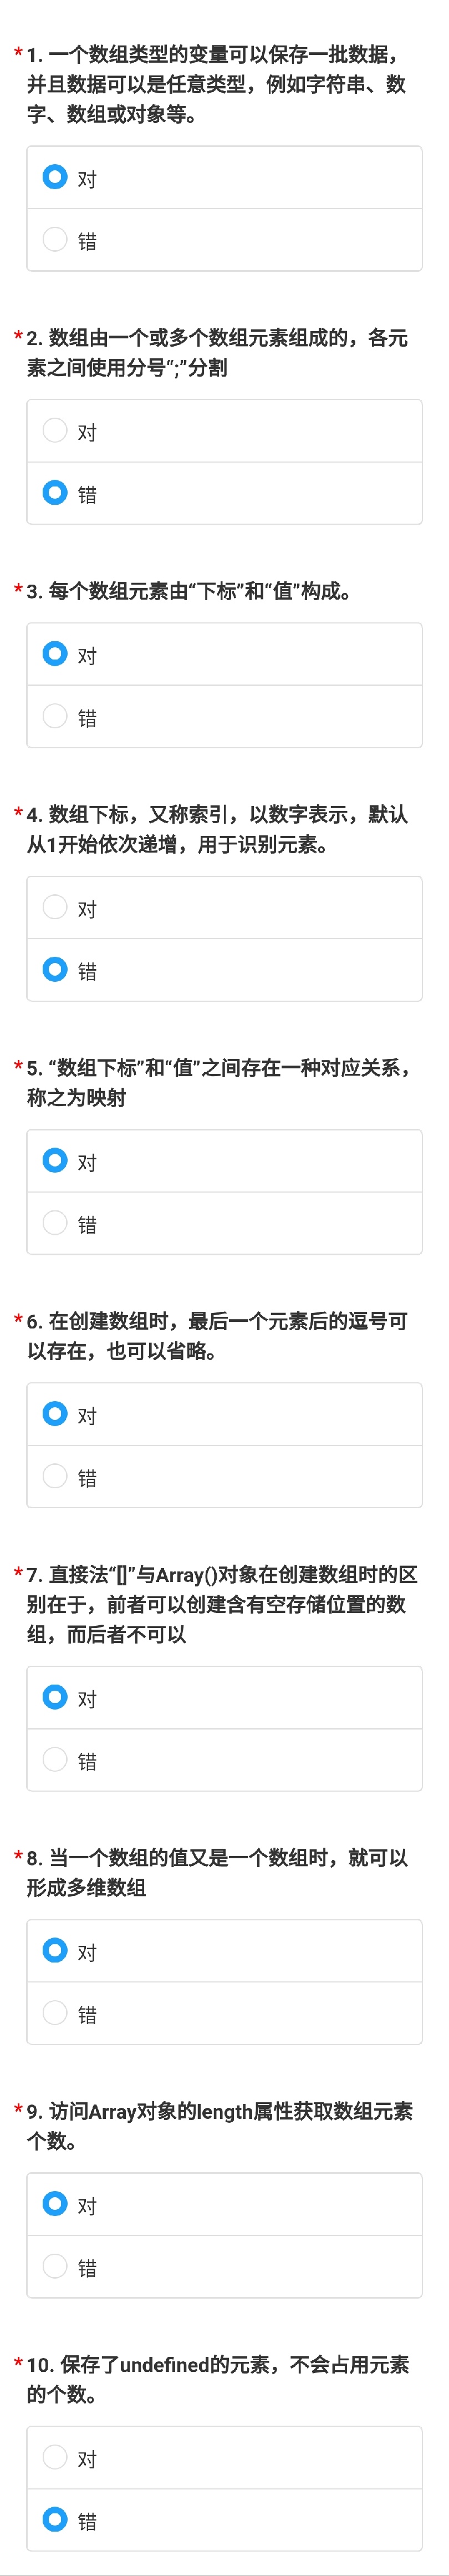 * 1. 一个数组类型的变量可以保存一批数据，
并且数据可以是任意类型，例如字符串、数
字、数组或对象等。
对
错
* 2. 数组由一个或多个数组元素组成的，各元
素之间使用分号“;”分割
对
错
* 3. 每个数组元素由“下标”和“值”构成。
对
错
* 4. 数组下标，又称索引，以数字表示，默认
从1开始依次递增，用于识别元素。
对
错
* 5. “数组下标”和“值”之间存在一种对应关系，
称之为映射
对
错
* 6. 在创建数组时，最后一个元素后的逗号可
以存在，也可以省略。
对
错
* 7. 直接法“[]”与Array()对象在创建数组时的区
别在于，前者可以创建含有空存储位置的数
组，而后者不可以
对
错
* 8. 当一个数组的值又是一个数组时，就可以
形成多维数组
对
错
* 9. 访问Array对象的length属性获取数组元素
个数。
对
错
* 10. 保存了undefined的元素，不会占用元素
的个数。
对
错